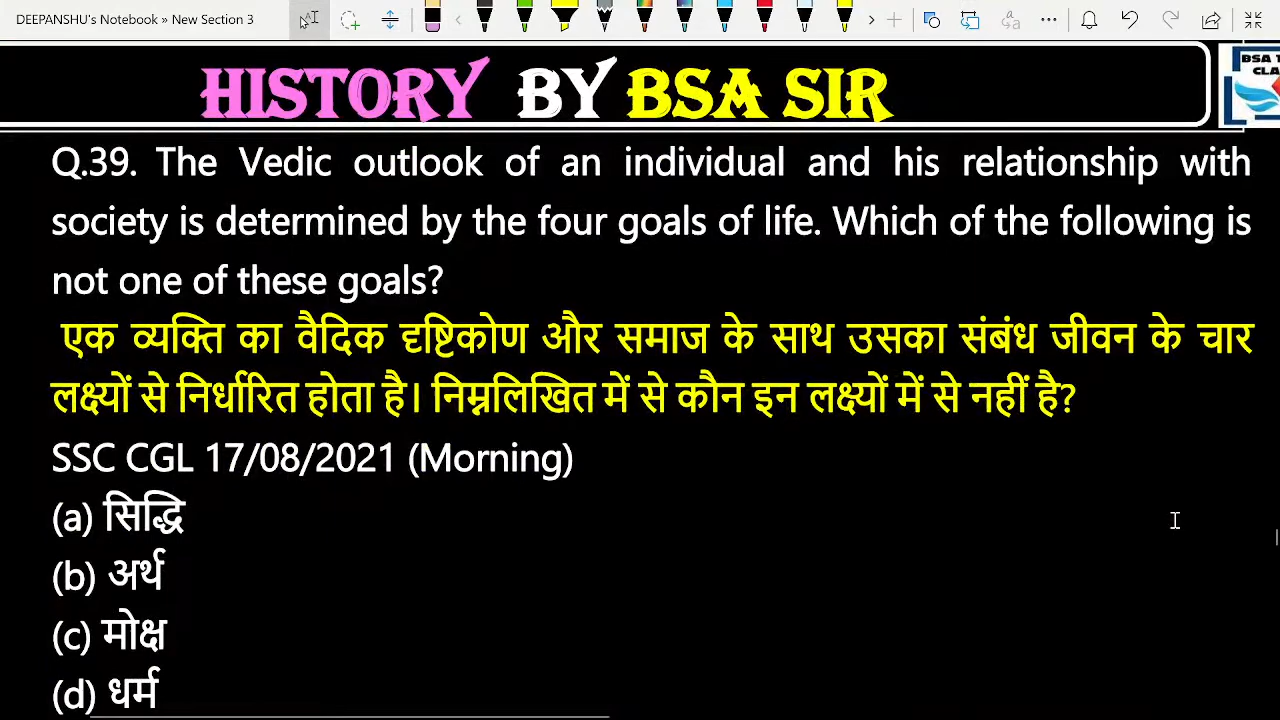 DEEPANSHU's Notebook » New Section 3
HISTORY BY BSA SIR
BSA
CLA
Q.39. The Vedic outlook of an individual and his relationship with
society is determined by the four goals of life. Which of the following is
not one of these goals?
एक व्यक्ति का वैदिक दृष्टिकोण और समाज के साथ उसका संबंध जीवन के चार
लक्ष्यों से निर्धारित होता है। निम्नलिखित में से कौन इन लक्ष्यों में से नहीं है?
SSC CGL 17/08/2021 (Morning)
(a) सिद्धि
(b) अर्थ
(c) मोक्ष
(d) धर्म